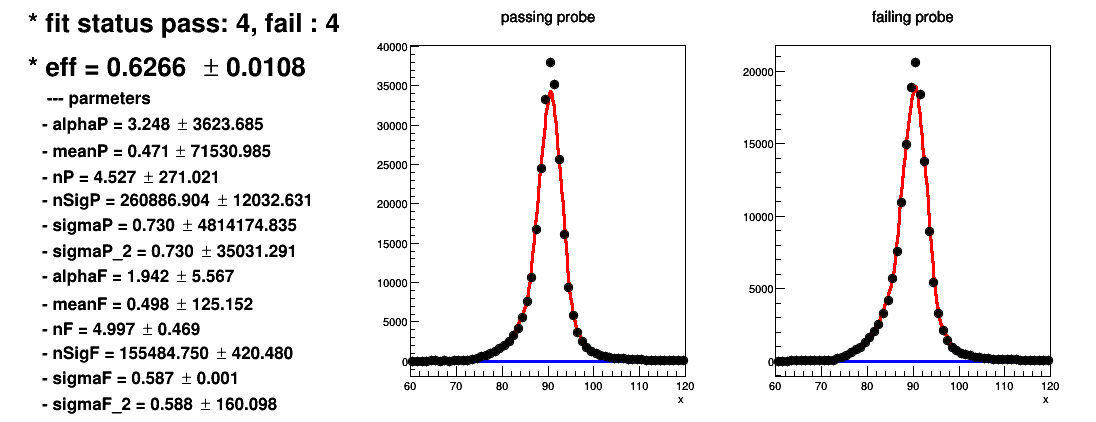 * fit status pass: 4, fail : 4
* eff = 0.6266 ± 0.0108
--- parmeters
- alphaP = 3.248 ± 3623.685
- meanP = 0.471 ± 71530.985
- nP = 4.527 ± 271.021
- nSigP = 260886.904 ± 12032.631
- sigmaP = 0.730 ± 4814174.835
- sigmaP_2 = 0.730 ± 35031.291
- alphaF = 1.942 ± 5.567
- meanF = 0.498 ± 125.152
- nF = 4.997 ± 0.469
- nSigF = 155484.750 ± 420.480
- sigmaF = 0.587 ± 0.001
- sigmaF_2 = 0.588 ± 160.098
passing probe
40000
35000
30000
25000
20000
15000
10000
5000
0
60 70 80 90 100 110 120
x
failing probe
20000
15000
10000
5000
0
60 70 80 90 100 110 120
x